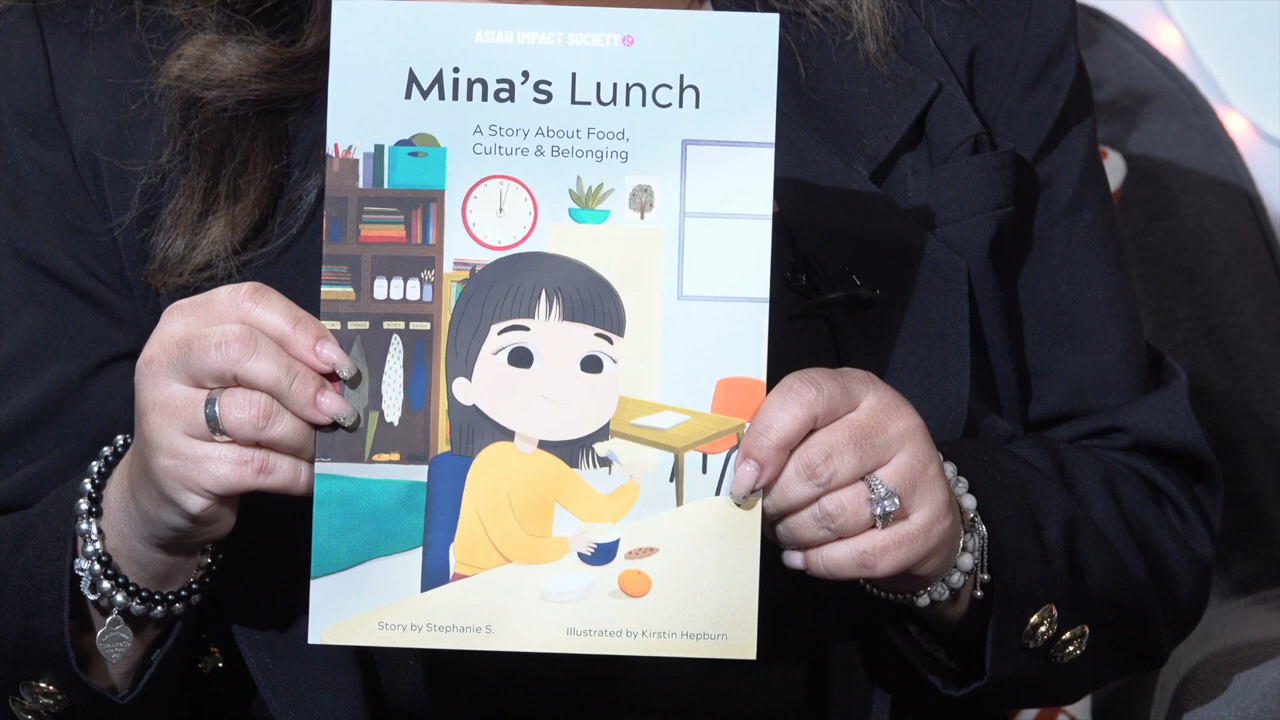 ASIAN IMPACT SOCIETY
Mina's Lunch
A Story About Food,
Culture & Belonging
Story by Stephanie S.
Illustrated by Kirstin Hepburn